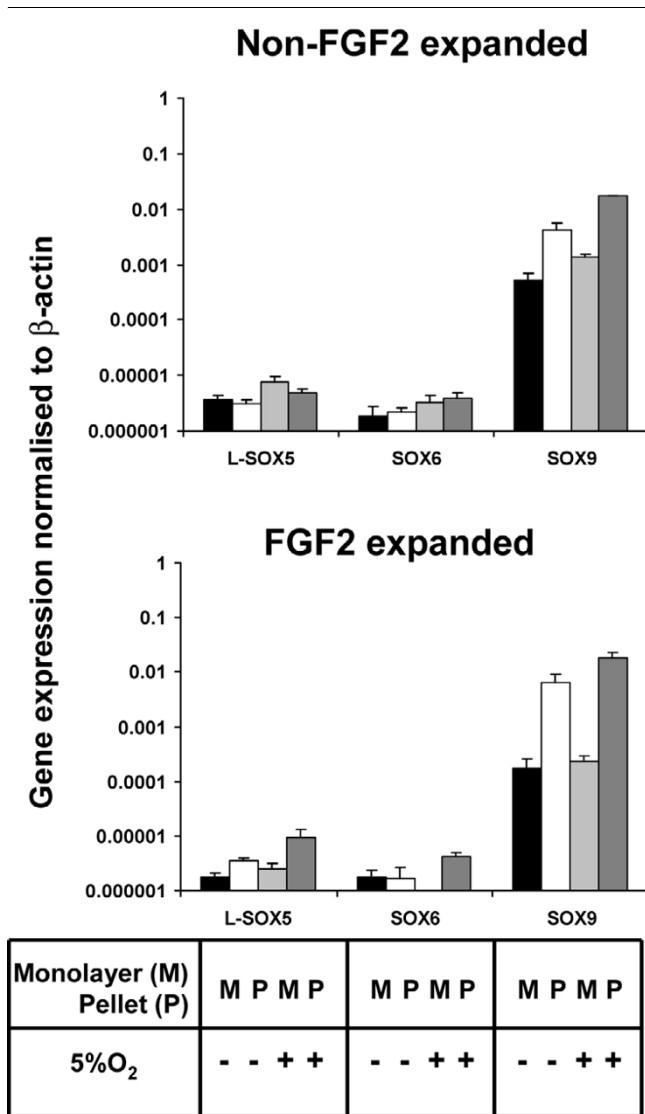 Non-FGF2 expanded
Gene expression normalised to β-actin
1
0.1
0.01
0.001
0.0001
0.00001
0.000001
L-SOX5 SOX6 SOX9
FGF2 expanded
1
0.1
0.01
0.001
0.0001
0.00001
0.000001
L-SOX5 SOX6 SOX9
Monolayer (M)
Pellet (P)
M P M P M P M P M P M P
5%O₂ - - + + - - + + - - + +